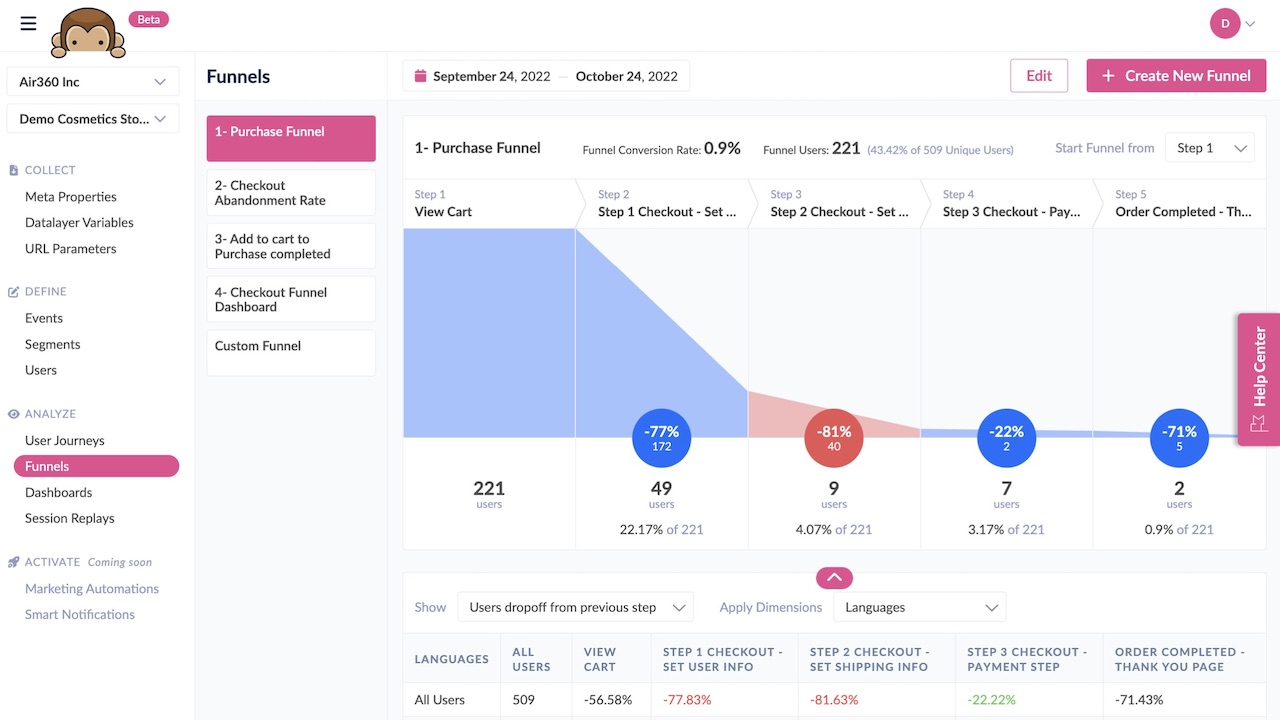 Beta
D
Air360 Inc
Demo Cosmetics Sto...
COLLECT
Meta Properties
Datalayer Variables
URL Parameters
DEFINE
Events
Segments
Users
ANALYZE
User Journeys
Funnels
Dashboards
Session Replays
ACTIVATE Coming soon
Marketing Automations
Smart Notifications
Funnels
1- Purchase Funnel
2- Checkout
Abandonment Rate
3- Add to cart to
Purchase completed
4- Checkout Funnel
Dashboard
Custom Funnel
September 24, 2022 — October 24, 2022
Edit
+ Create New Funnel
1- Purchase Funnel
Funnel Conversion Rate: 0.9%
Funnel Users: 221 (43.42% of 509 Unique Users)
Start Funnel from
Step 1
Step 1
View Cart
Step 2
Step 1 Checkout - Set ...
Step 3
Step 2 Checkout - Set ...
Step 4
Step 3 Checkout - Pay...
Step 5
Order Completed - Th...
-77%
172
-81%
40
-22%
2
-71%
5
221
users
49
users
22.17% of 221
9
users
4.07% of 221
7
users
3.17% of 221
2
users
0.9% of 221
Help Center
Show
Users dropoff from previous step
Apply Dimensions
Languages
LANGUAGES
ALL
USERS
VIEW
CART
STEP 1 CHECKOUT -
SET USER INFO
STEP 2 CHECKOUT -
SET SHIPPING INFO
STEP 3 CHECKOUT -
PAYMENT STEP
ORDER COMPLETED -
THANK YOU PAGE
All Users
509
-56.58%
-77.83%
-81.63%
-22.22%
-71.43%